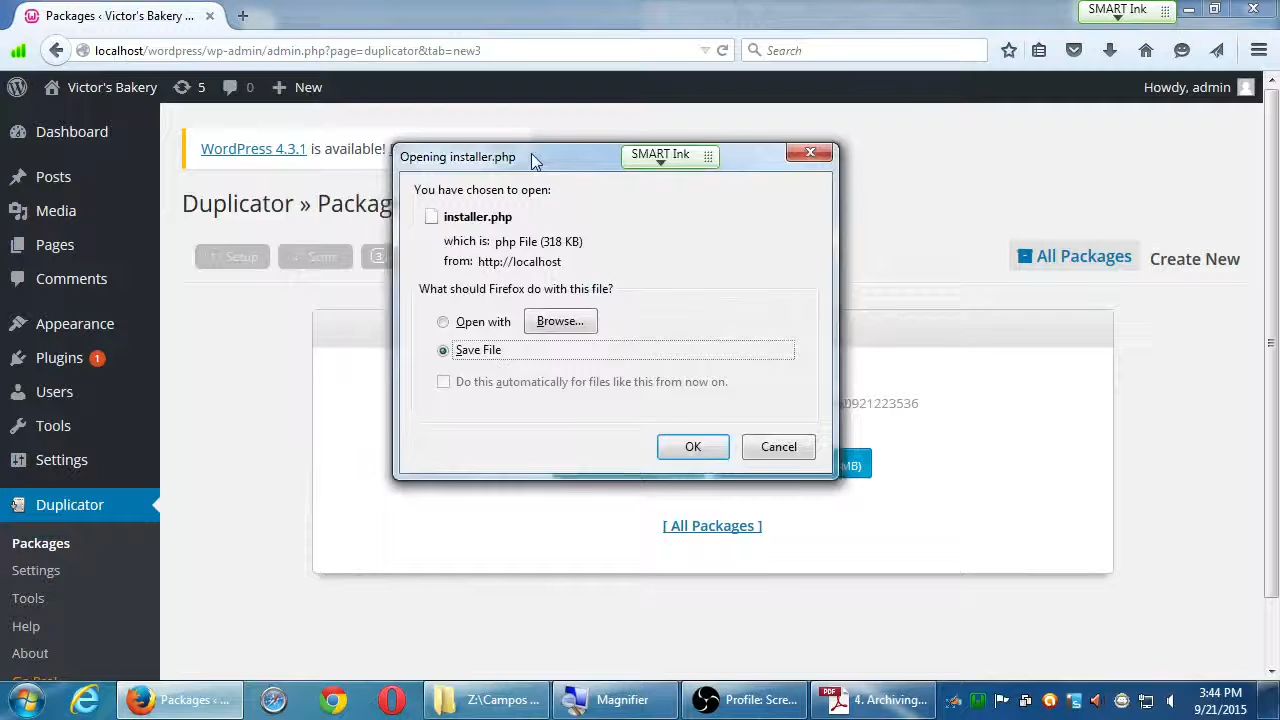 Packages ‹ Victor's Bakery ...
SMART Ink
localhost/wordpress/wp-admin/admin.php?page=duplicator&tab=new3
Search
Victor's Bakery 5 0 New
Howdy, admin
Dashboard
Posts
Media
Pages
Comments
Appearance
Plugins 1
Users
Tools
Settings
Duplicator
Packages
Settings
Tools
Help
About
WordPress 4.3.1 is available!
Duplicator » Packag
Setup
3
All Packages
Create New
Opening installer.php
SMART Ink
You have chosen to open:
installer.php
which is: php File (318 KB)
from: http://localhost
What should Firefox do with this file?
Open with Browse...
Save File
Do this automatically for files like this from now on.
OK Cancel
0921223536
MB)
[ All Packages ]
Packages ‹ ...
Z:\Campos ...
Magnifier
Profile: Scre...
PDF
4. Archiving...
3:44 PM
9/21/2015